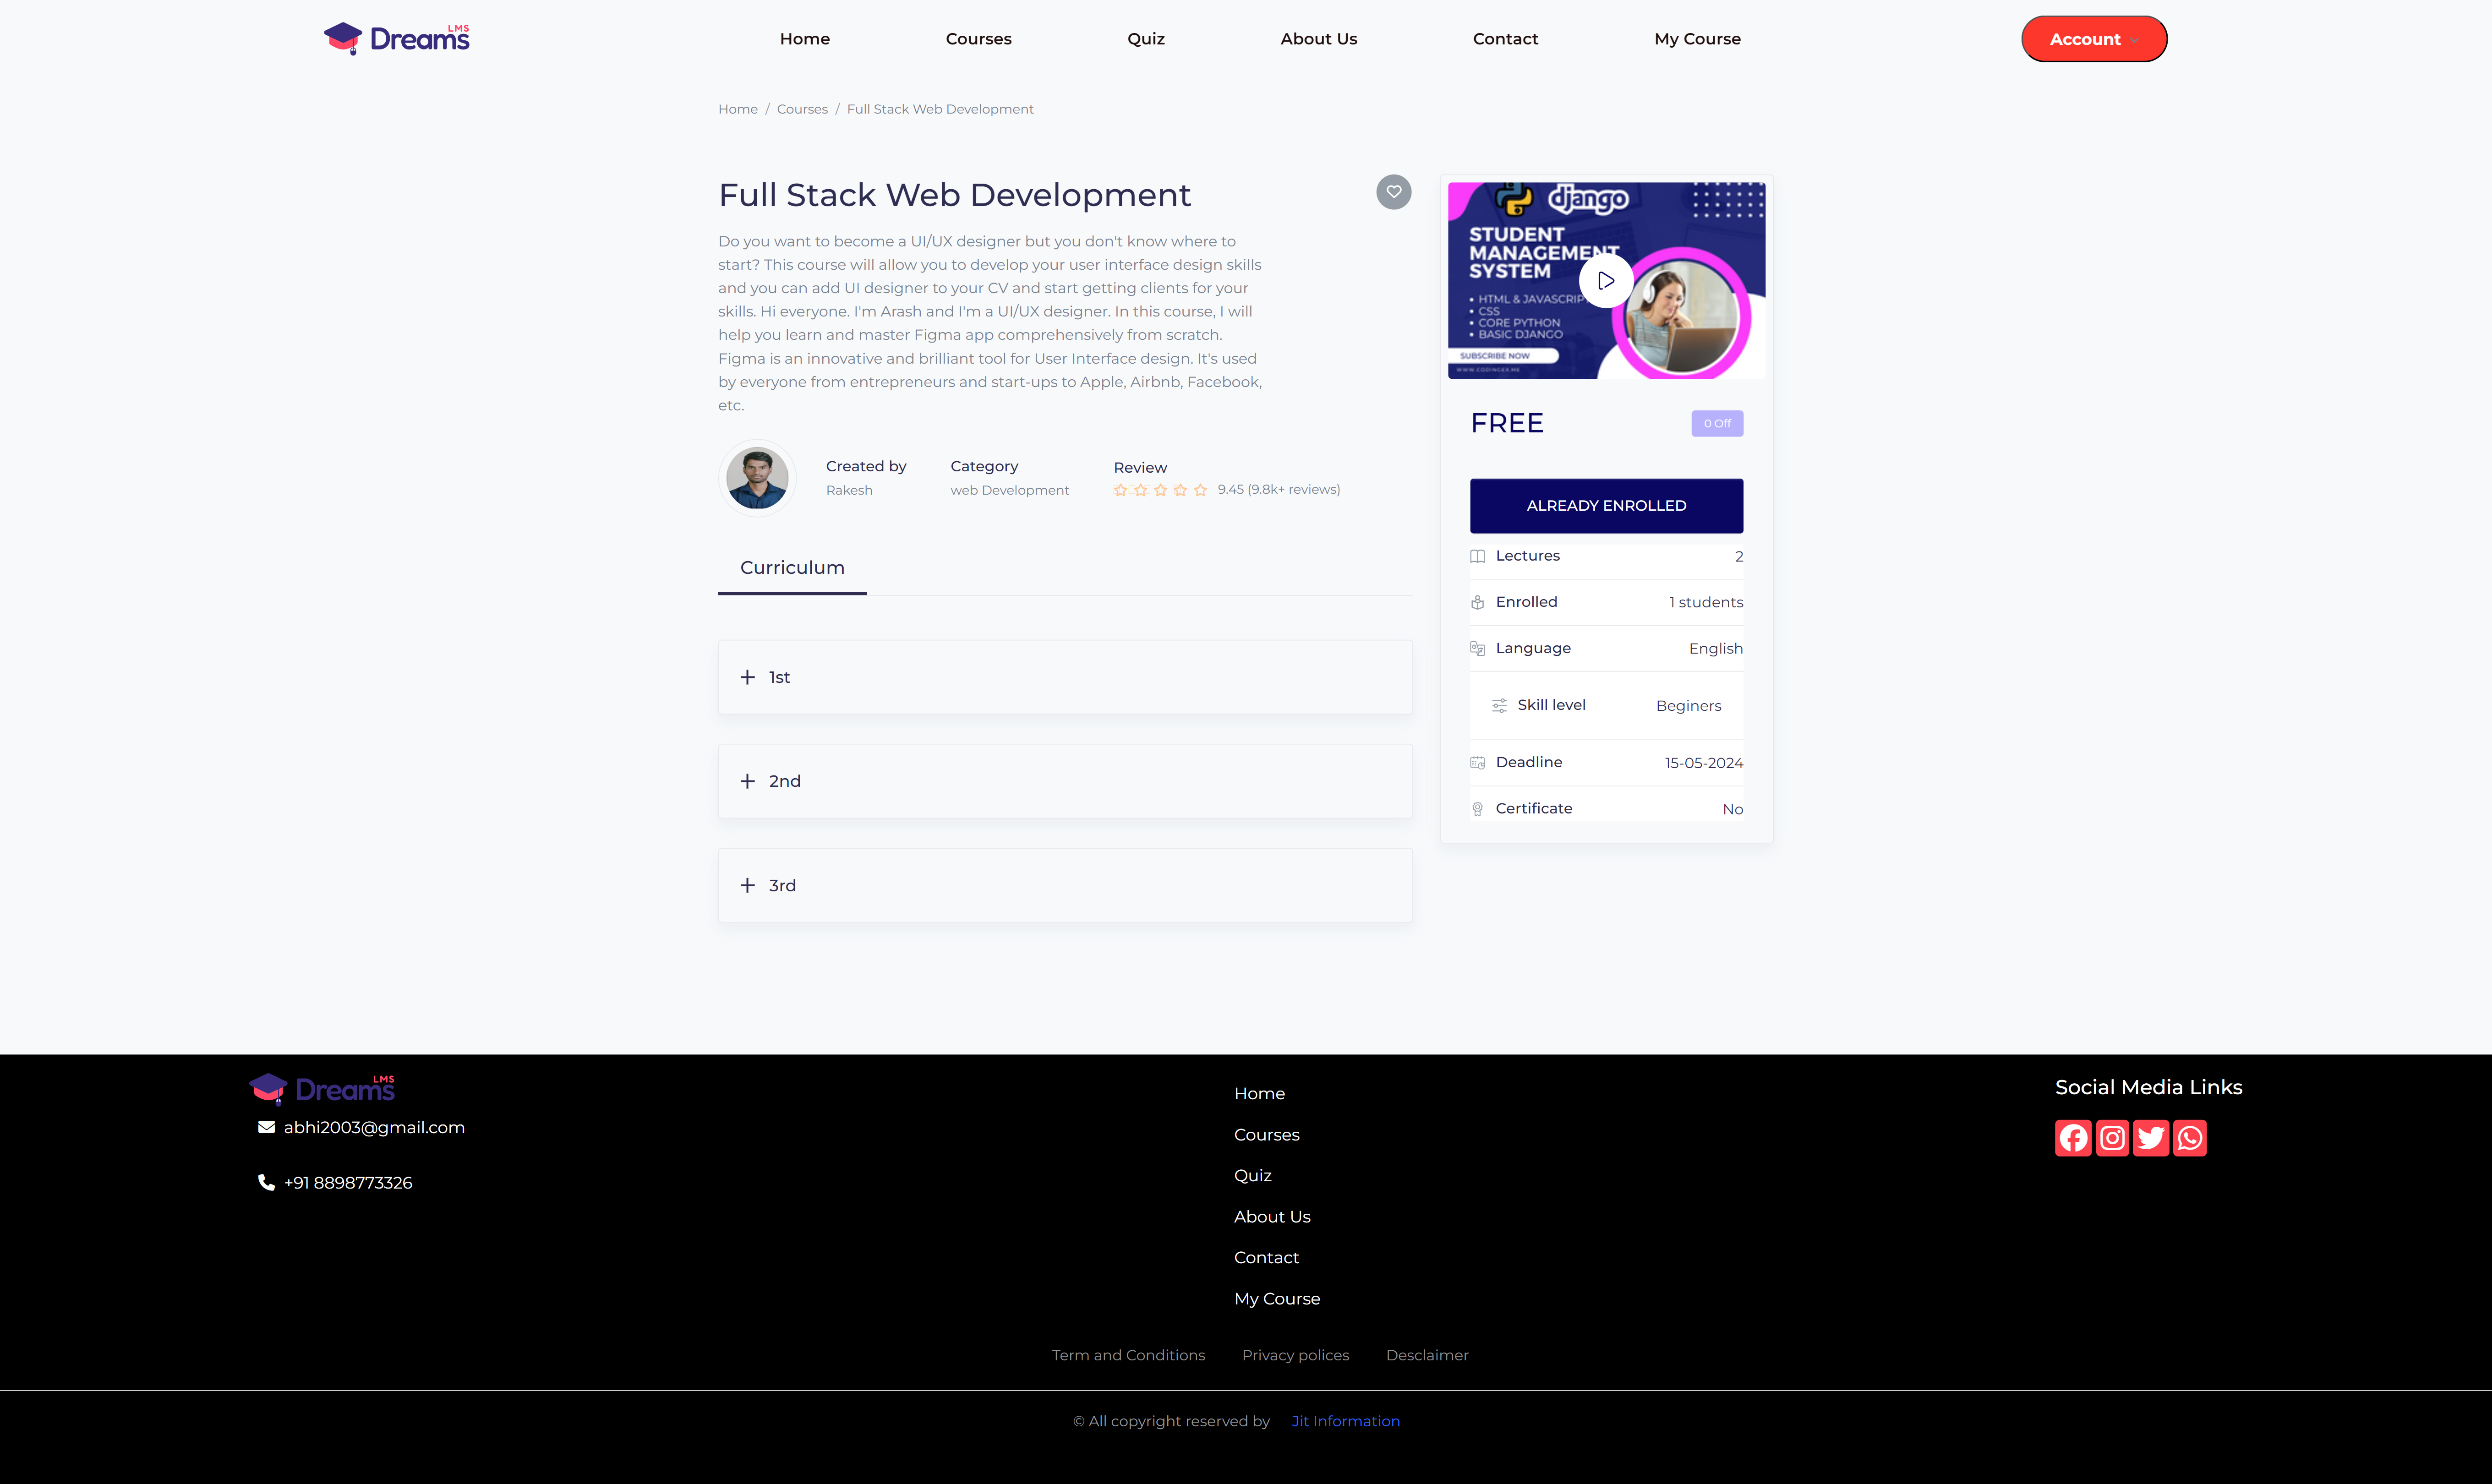 Dreams LMS
Home
Courses
Quiz
About Us
Contact
My Course
Account
Home / Courses / Full Stack Web Development
Full Stack Web Development
Do you want to become a UI/UX designer but you don't know where to
start? This course will allow you to develop your user interface design skills
and you can add UI designer to your CV and start getting clients for your
skills. Hi everyone. I'm Arash and I'm a UI/UX designer. In this course, I will
help you learn and master Figma app comprehensively from scratch.
Figma is an innovative and brilliant tool for User Interface design. It's used
by everyone from entrepreneurs and start-ups to Apple, Airbnb, Facebook,
etc.
Created by
Rakesh
Category
web Development
Review
9.45 (9.8k+ reviews)
Curriculum
1st
2nd
3rd
django
STUDENT
MANAGEMENT
SYSTEM
• HTML & JAVASCRIPT
• CSS
• CORE PYTHON
• BASIC DJANGO
SUBSCRIBE NOW
WWW.CODINGEX.ME
FREE
0 Off
ALREADY ENROLLED
Lectures 2
Enrolled 1 students
Language English
Skill level Beginers
Deadline 15-05-2024
Certificate No
Dreams LMS
abhi2003@gmail.com
+91 8898773326
Home
Courses
Quiz
About Us
Contact
My Course
Social Media Links
Term and Conditions
Privacy polices
Desclaimer
© All copyright reserved by Jit Information